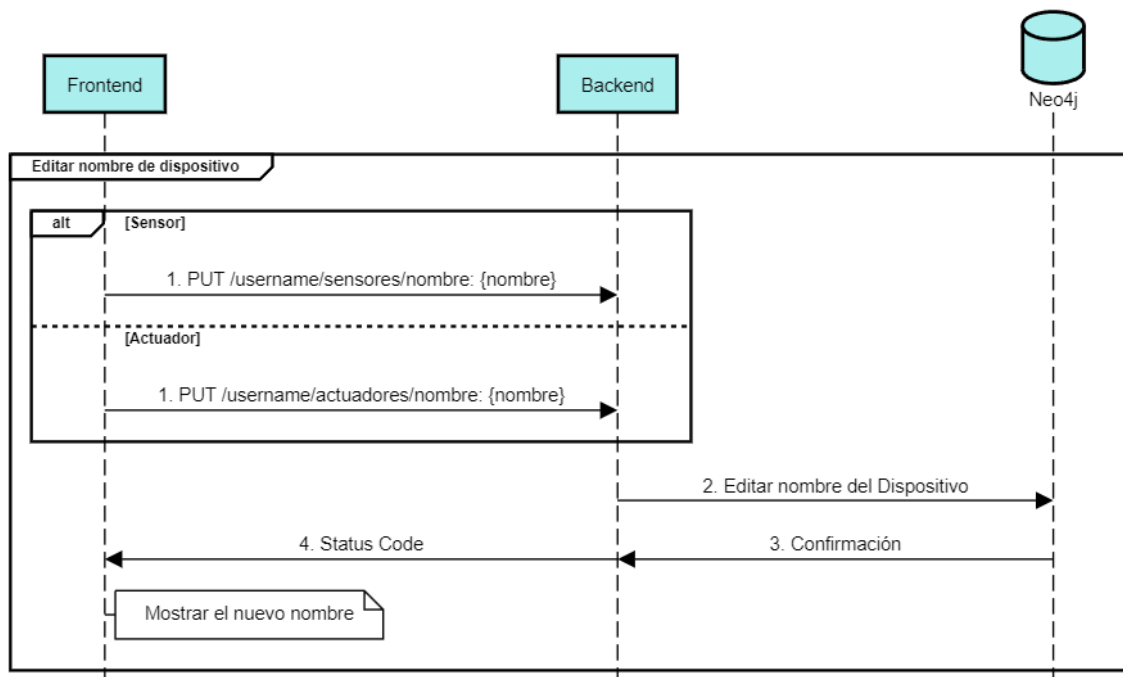 Frontend
Backend
Neo4j
Editar nombre de dispositivo
alt
[Sensor]
1. PUT /username/sensores/nombre: {nombre}
[Actuador]
1. PUT /username/actuadores/nombre: {nombre}
2. Editar nombre del Dispositivo
4. Status Code
3. Confirmación
Mostrar el nuevo nombre